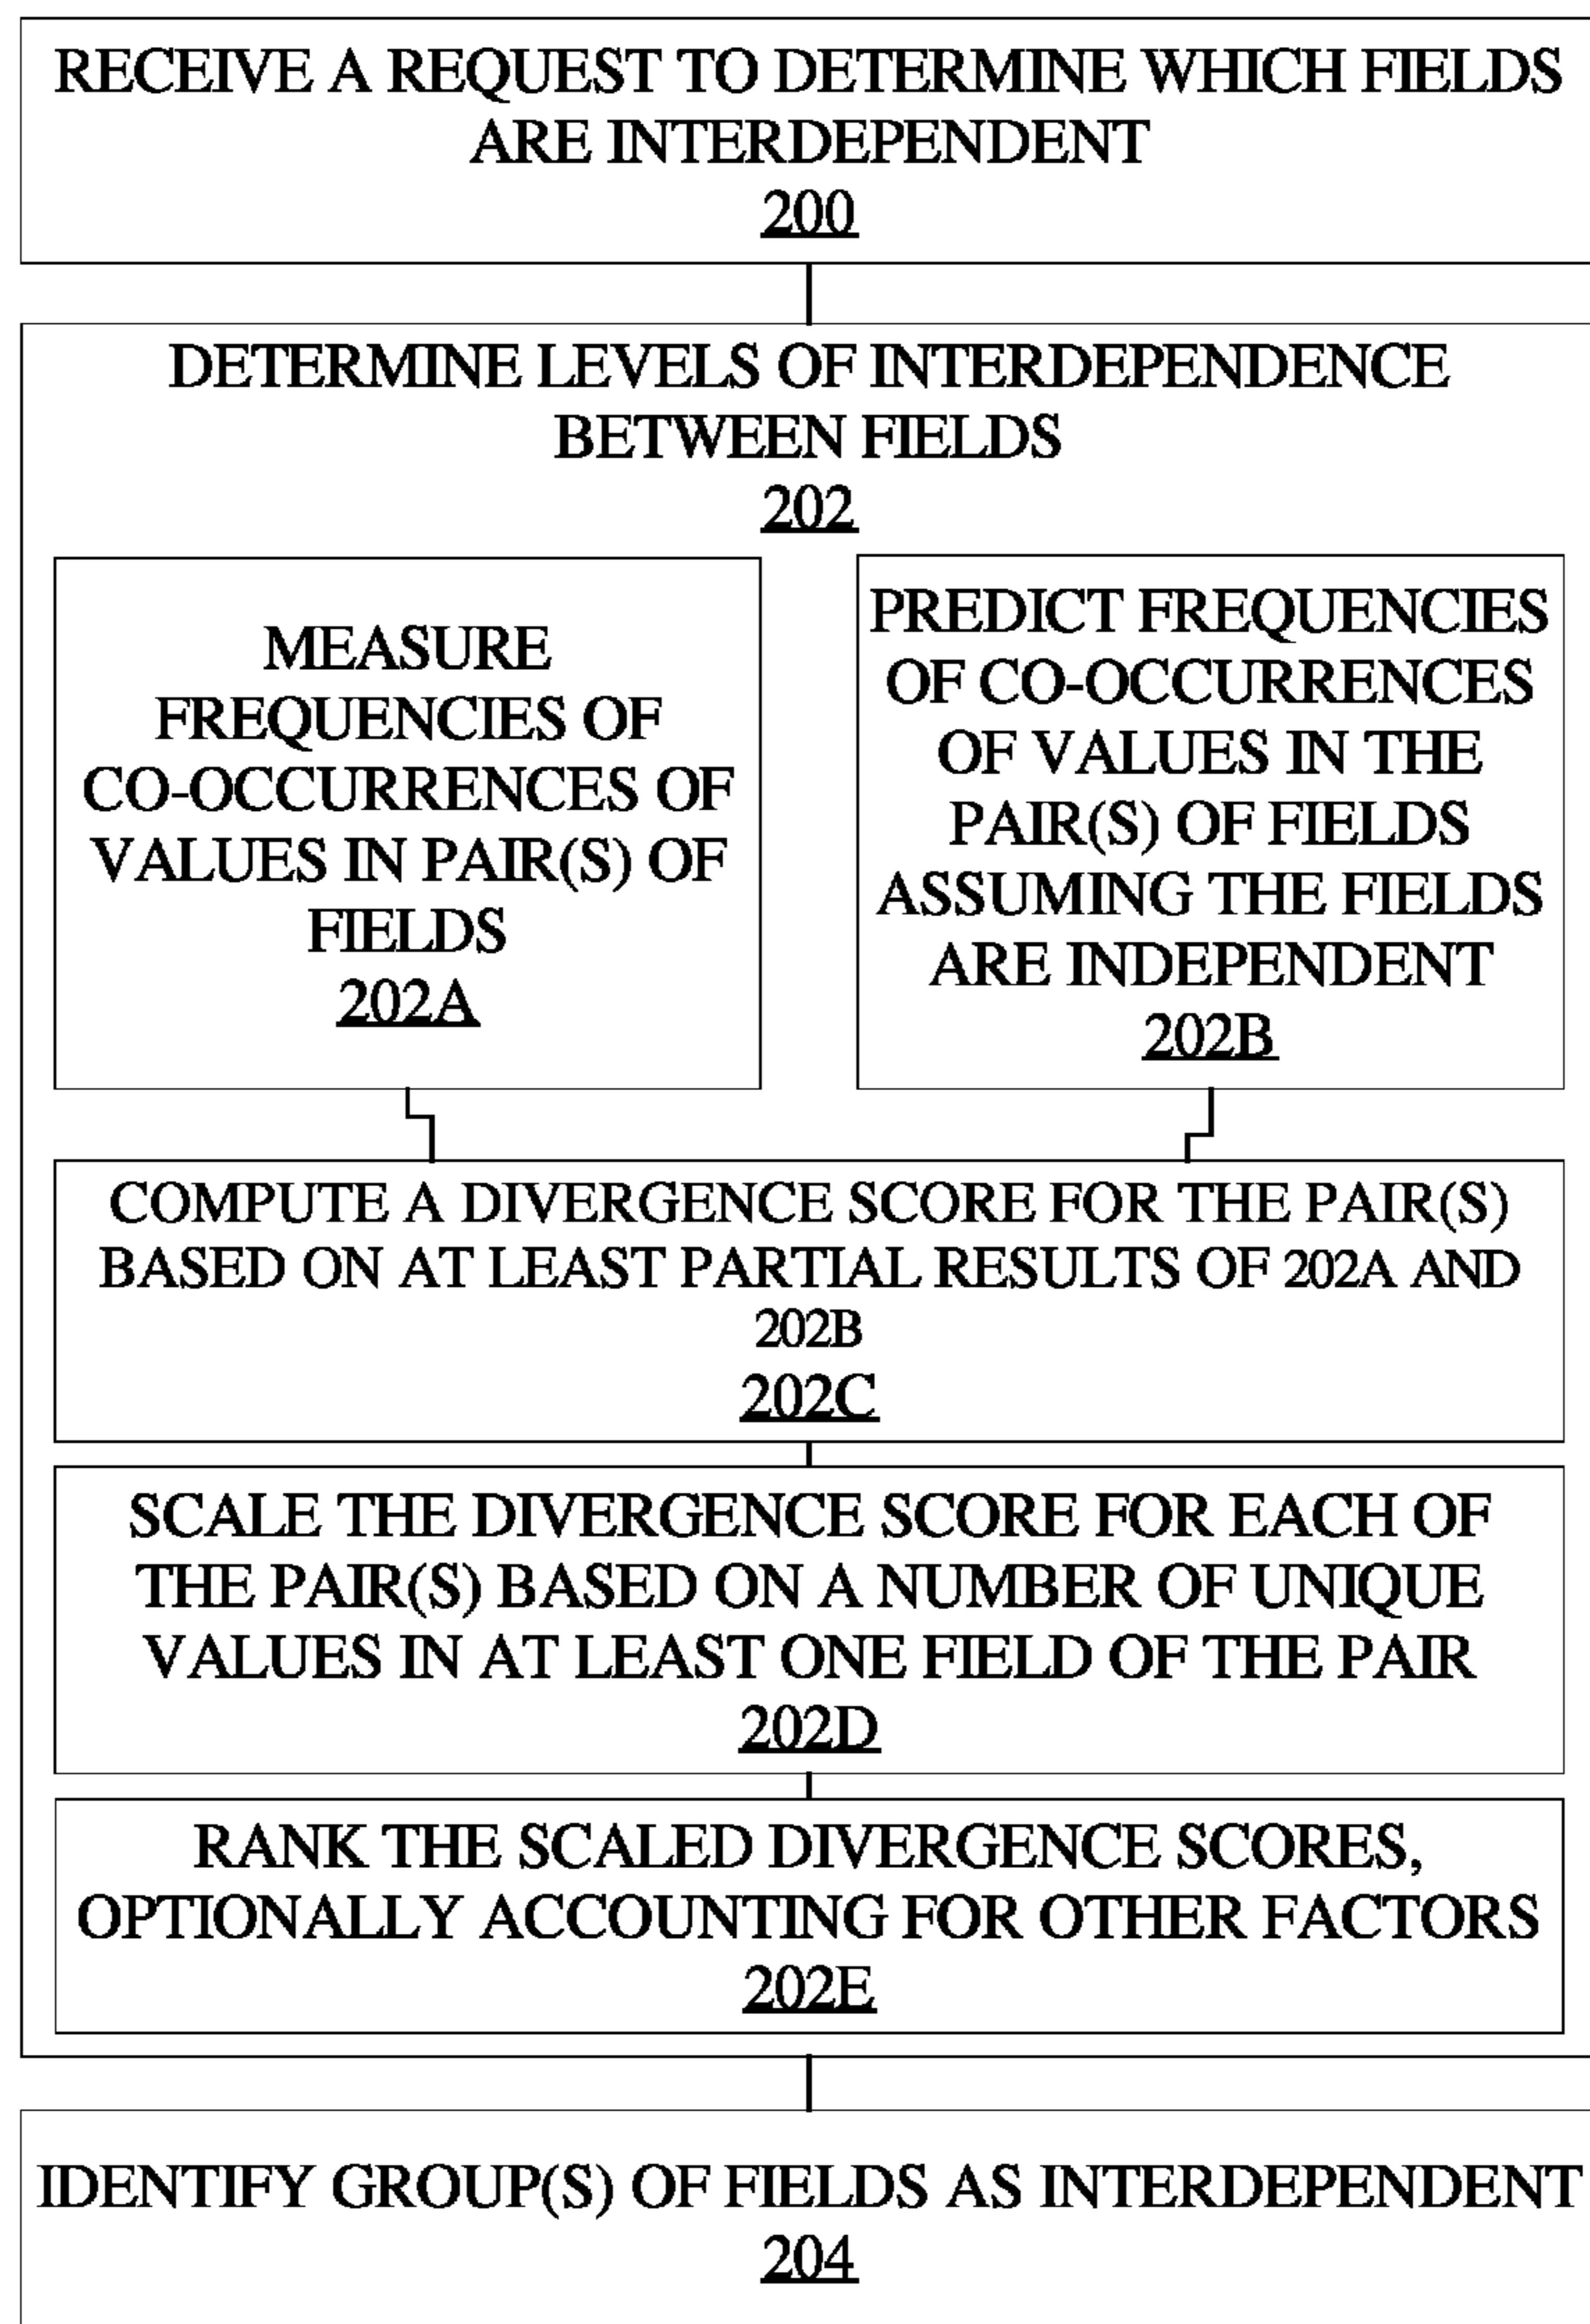 RECEIVE A REQUEST TO DETERMINE WHICH FIELDS
ARE INTERDEPENDENT
200
DETERMINE LEVELS OF INTERDEPENDENCE
BETWEEN FIELDS
202
MEASURE
FREQUENCIES OF
CO-OCCURRENCES OF
VALUES IN PAIR(S) OF
FIELDS
202A
PREDICT FREQUENCIES
OF CO-OCCURRENCES
OF VALUES IN THE
PAIR(S) OF FIELDS
ASSUMING THE FIELDS
ARE INDEPENDENT
202B
COMPUTE A DIVERGENCE SCORE FOR THE PAIR(S)
BASED ON AT LEAST PARTIAL RESULTS OF 202A AND
202B
202C
SCALE THE DIVERGENCE SCORE FOR EACH OF
THE PAIR(S) BASED ON A NUMBER OF UNIQUE
VALUES IN AT LEAST ONE FIELD OF THE PAIR
202D
RANK THE SCALED DIVERGENCE SCORES,
OPTIONALLY ACCOUNTING FOR OTHER FACTORS
202E
IDENTIFY GROUP(S) OF FIELDS AS INTERDEPENDENT
204